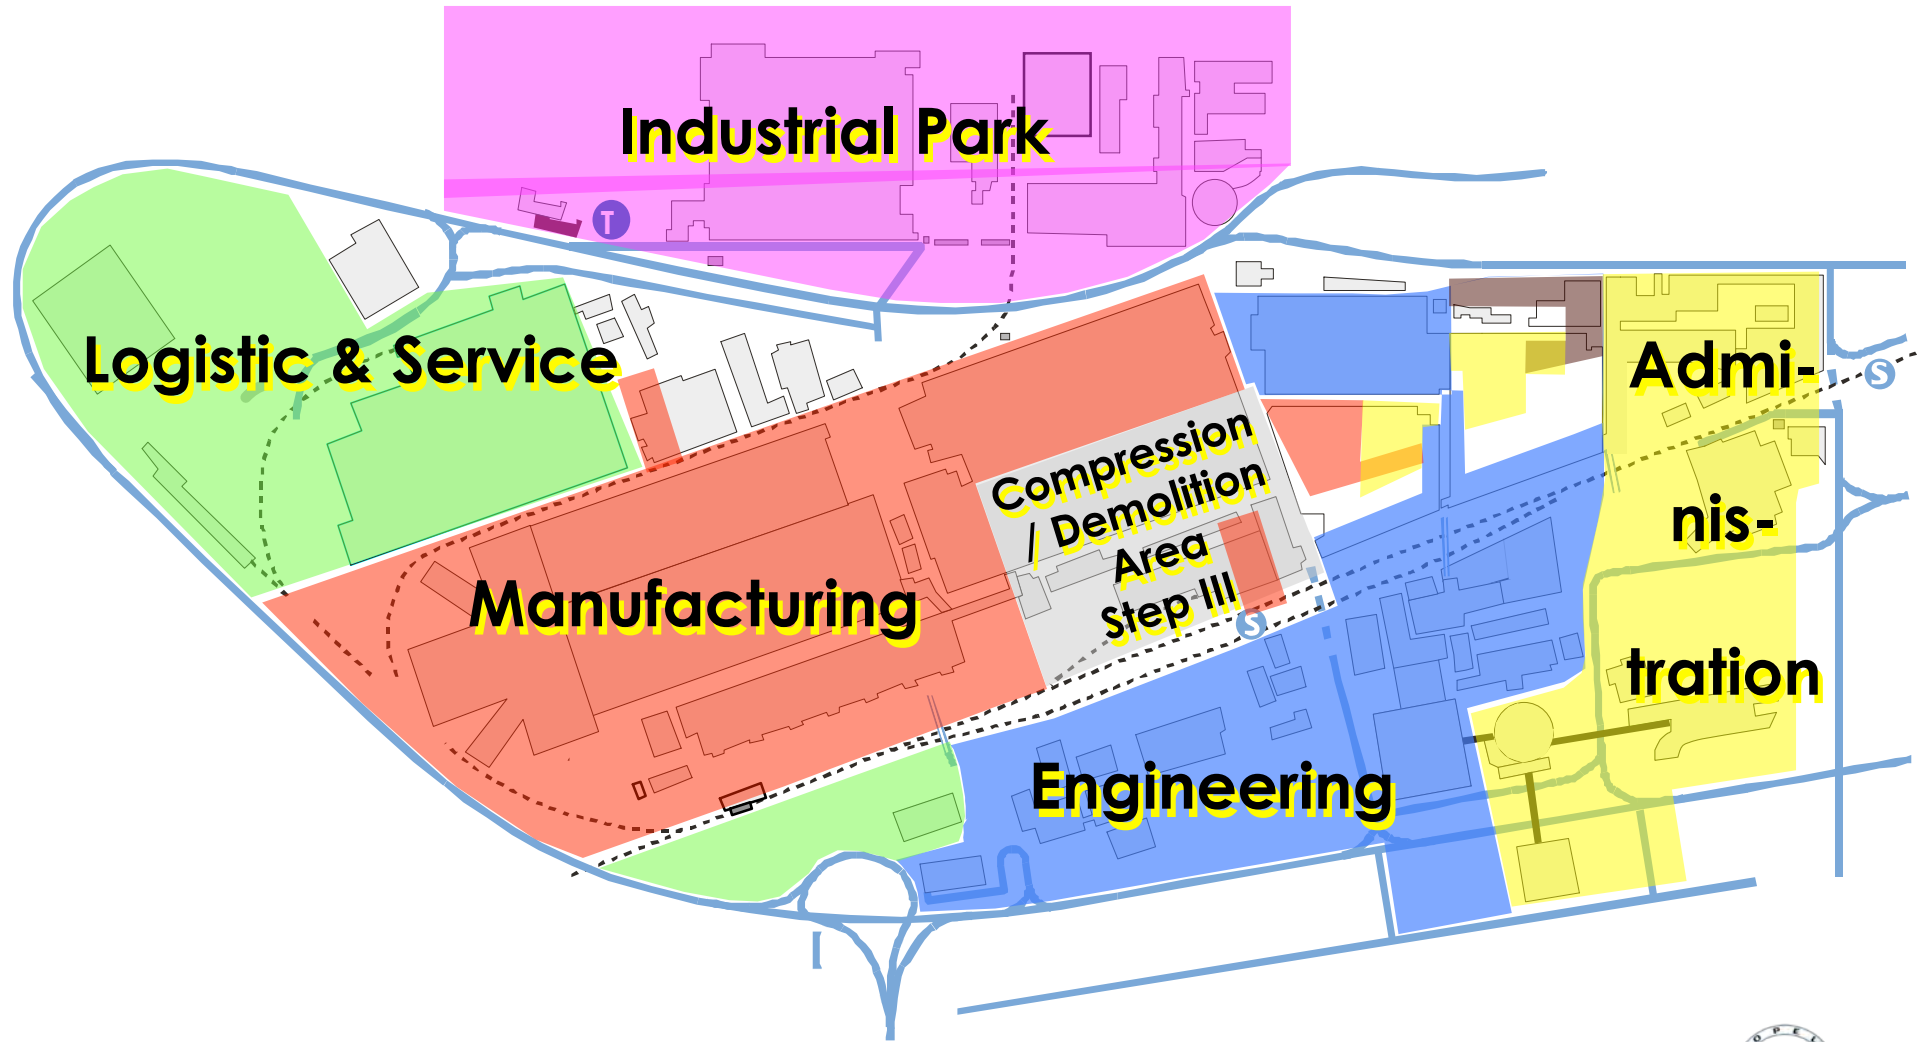 Industrial Park
T
Logistic & Service
Admi-
S
Compression
/ Demolition
Area
Step III
nis-
Manufacturing
S
tration
Engineering
O P E